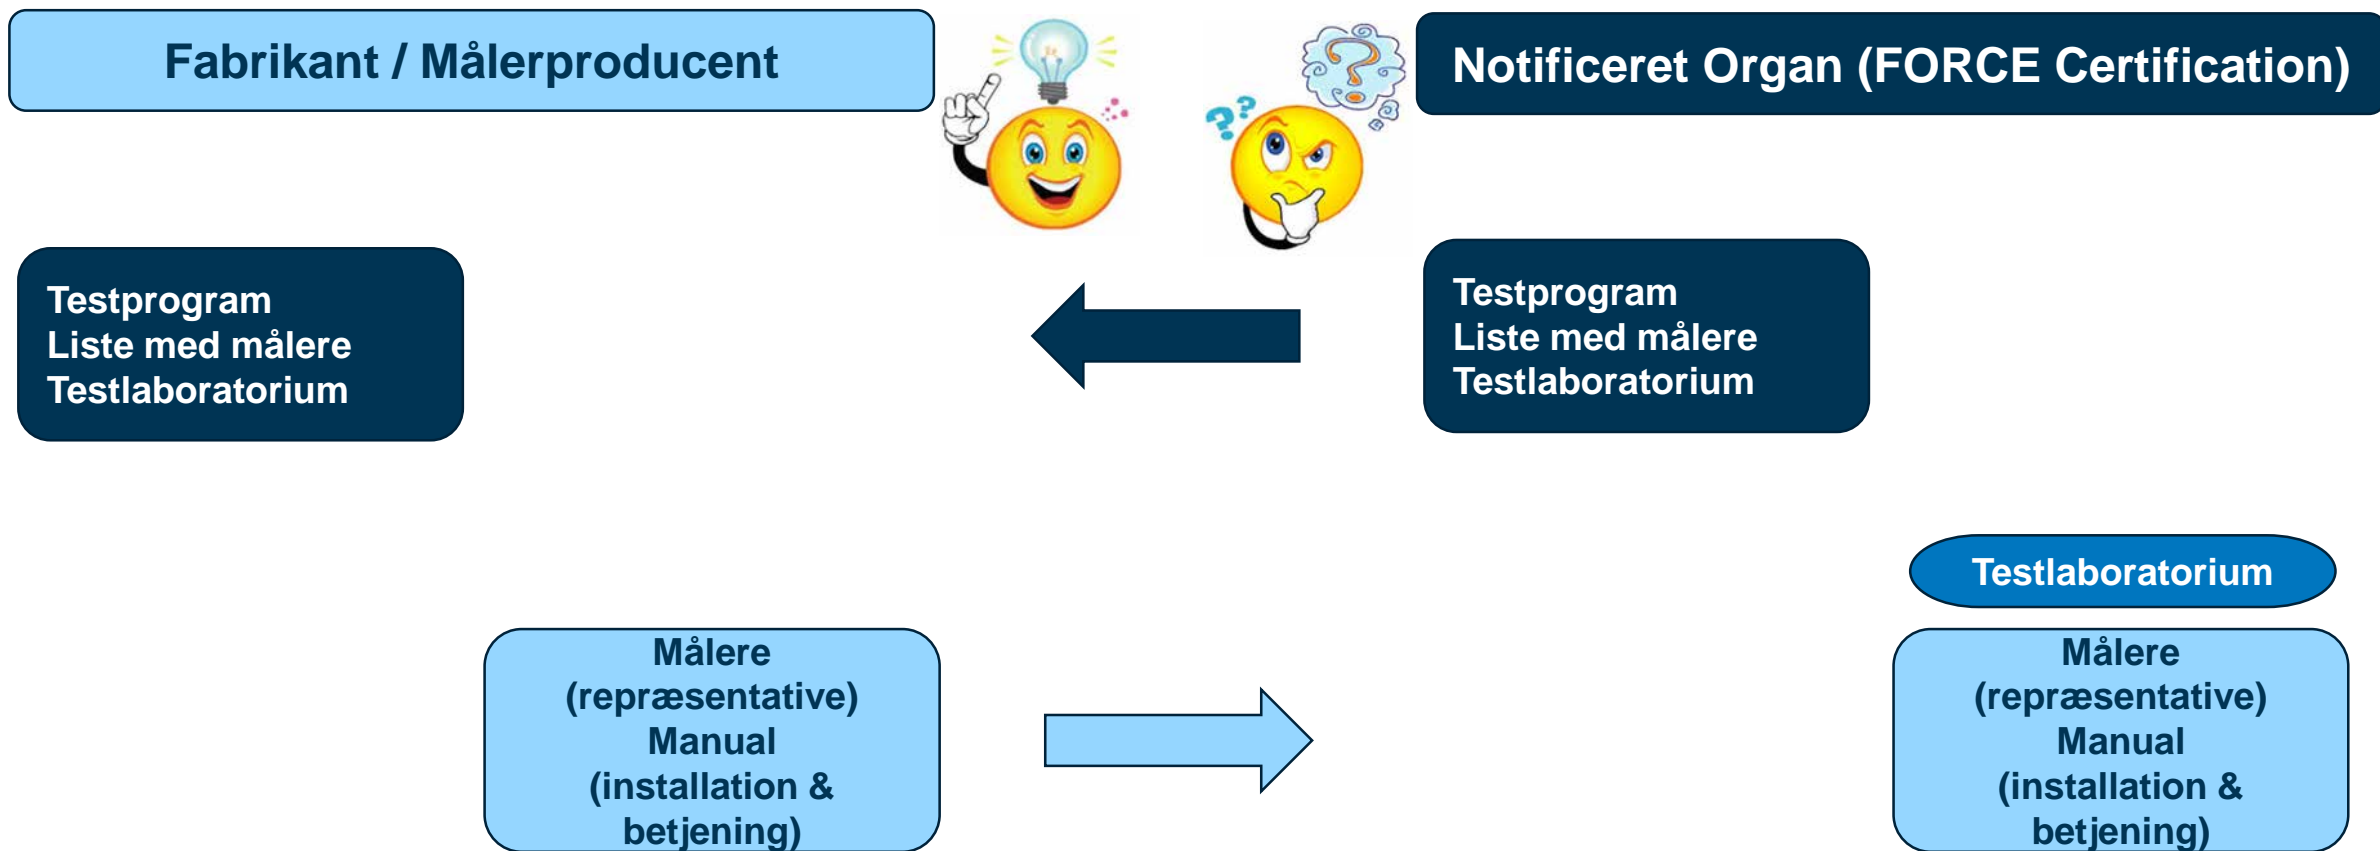 Fabrikant / Målerproducent
Notificeret Organ (FORCE Certification)
Testprogram
Liste med målere
Testlaboratorium
Testprogram
Liste med målere
Testlaboratorium
Testlaboratorium
Målere
(repræsentative)
Manual
(installation &
betjening)
Målere
(repræsentative)
Manual
(installation &
betjening)